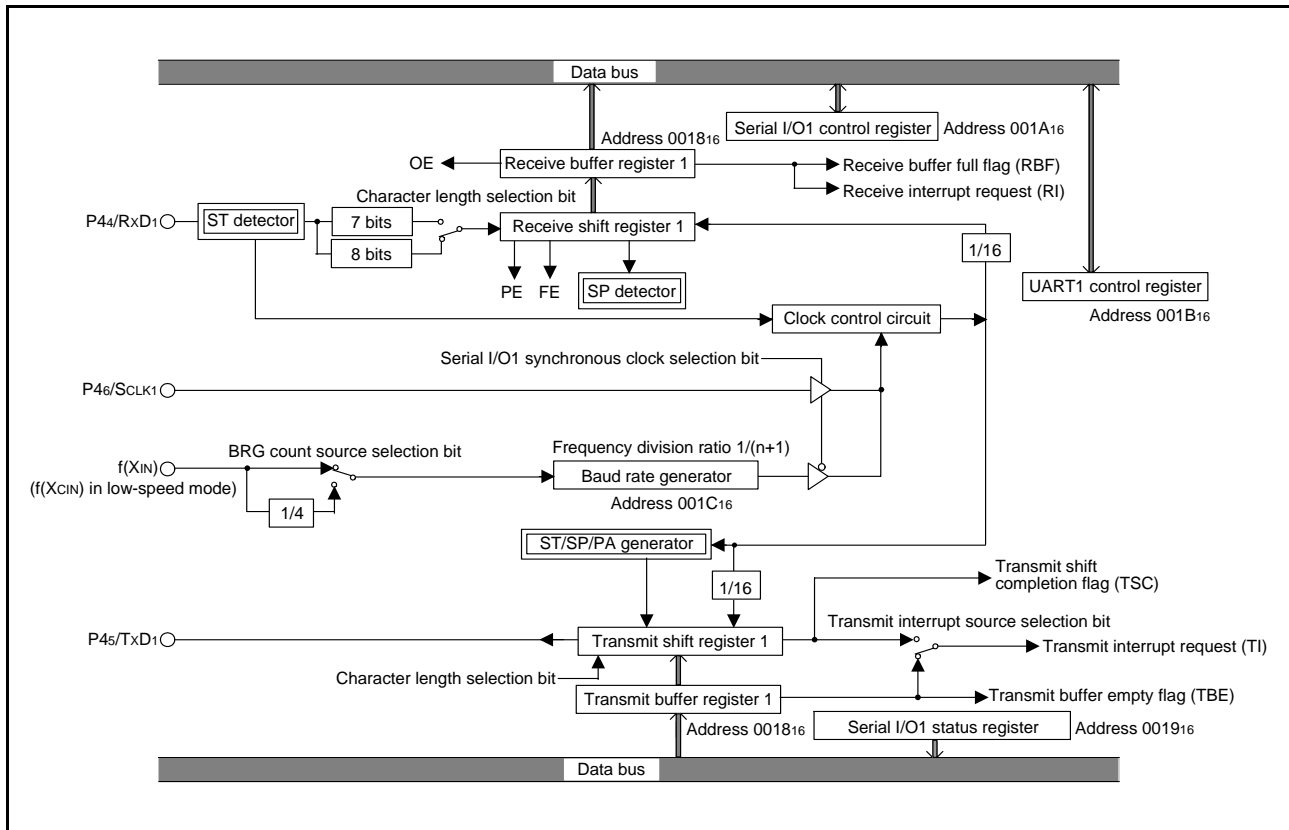 Data bus
Serial I/O1 control register
Address 001A16
Address 001816
OE
Receive buffer register 1
Receive buffer full flag (RBF)
Receive interrupt request (RI)
Character length selection bit
P44/RXD1
ST detector
7 bits
8 bits
Receive shift register 1
1/16
PE
FE
SP detector
UART1 control register
Address 001B16
Clock control circuit
Serial I/O1 synchronous clock selection bit
P46/SCLK1
BRG count source selection bit
Frequency division ratio 1/(n+1)
f(XIN)
(f(XCIN) in low-speed mode)
Baud rate generator
Address 001C16
1/4
ST/SP/PA generator
1/16
Transmit shift
completion flag (TSC)
Transmit interrupt source selection bit
P45/TXD1
Transmit shift register 1
Transmit interrupt request (TI)
Character length selection bit
Transmit buffer register 1
Transmit buffer empty flag (TBE)
Address 001816
Serial I/O1 status register
Address 001916
Data bus